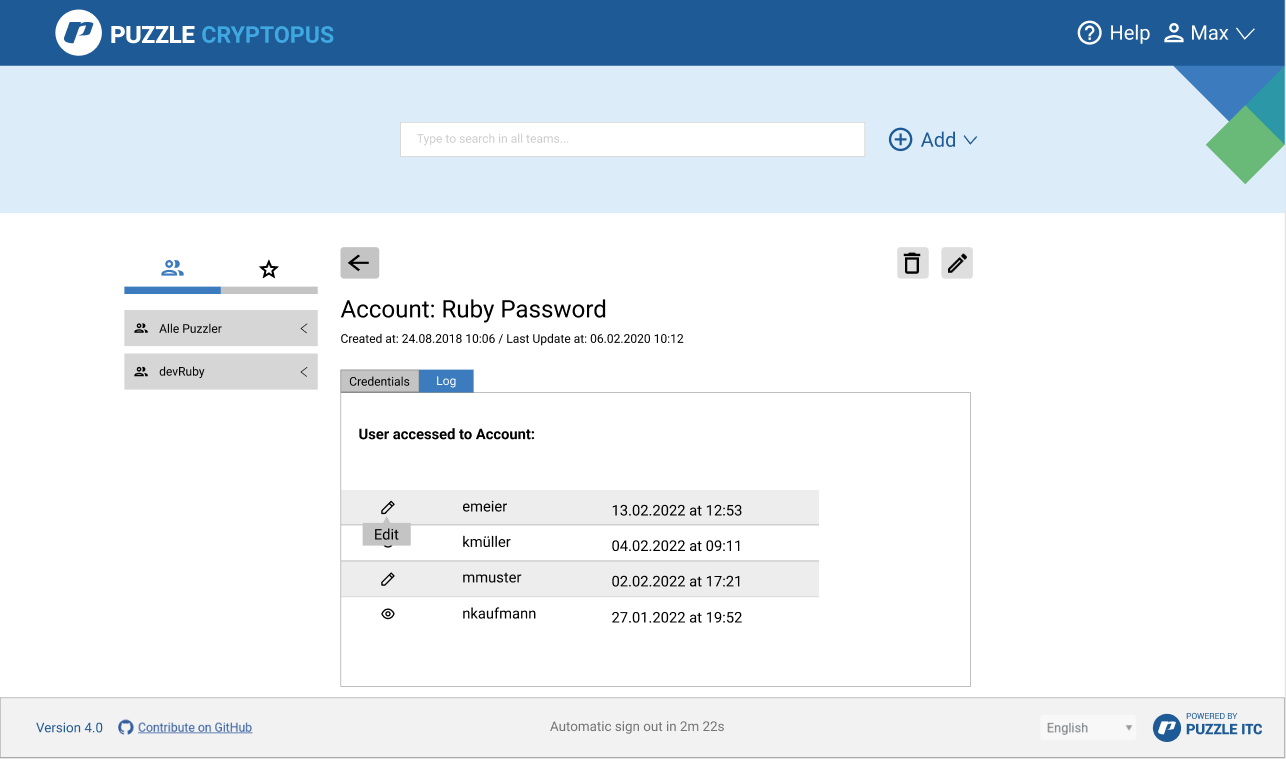 PUZZLE CRYPTOPUS
Help
Max
Type to search in all teams...
Add
Alle Puzzler
devRuby
Account: Ruby Password
Created at: 24.08.2018 10:06 / Last Update at: 06.02.2020 10:12
Credentials
Log
User accessed to Account:
emeier 13.02.2022 at 12:53
Edit
kmüller 04.02.2022 at 09:11
mmuster 02.02.2022 at 17:21
nkaufmann 27.01.2022 at 19:52
Version 4.0
Contribute on GitHub
Automatic sign out in 2m 22s
English
POWERED BY
PUZZLE ITC